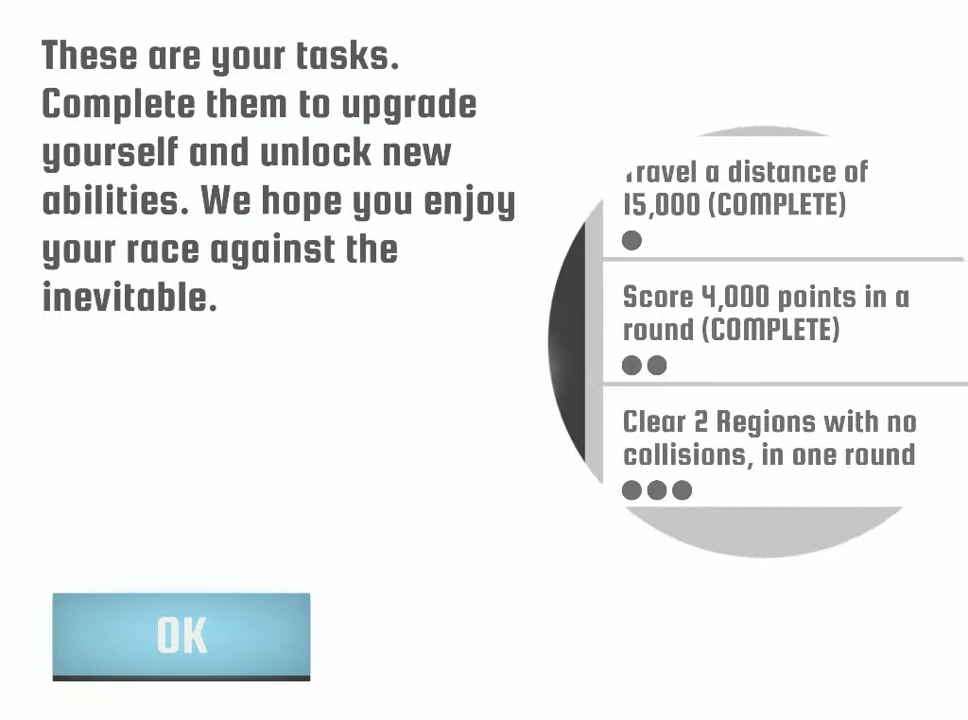 These are your tasks.
Complete them to upgrade
yourself and unlock new
abilities. We hope you enjoy
your race against the
inevitable.
Travel a distance of
15,000 (COMPLETE)
Score 4,000 points in a
round (COMPLETE)
Clear 2 Regions with no
collisions, in one round
OK